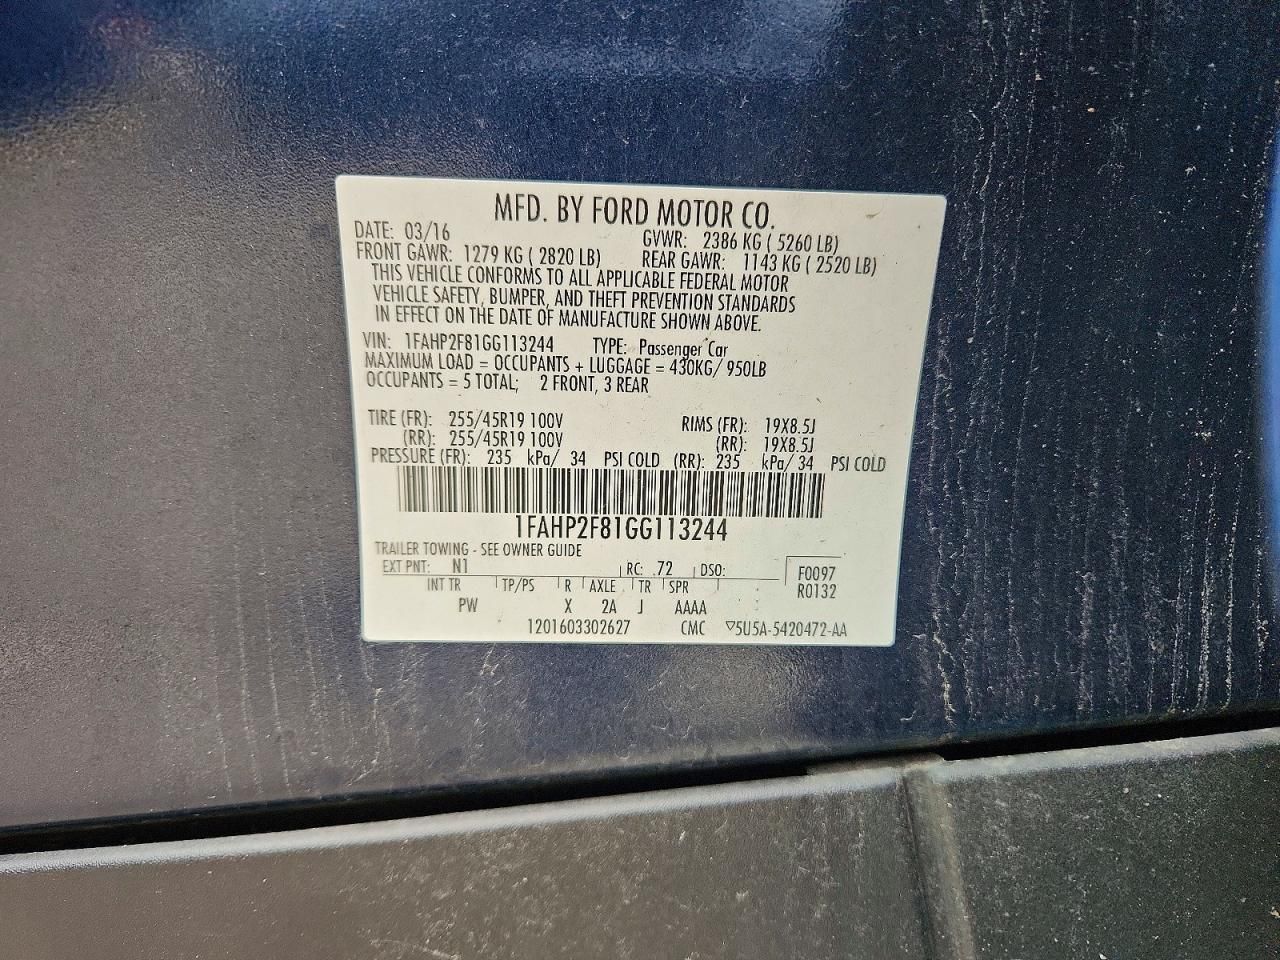 MFD. BY FORD MOTOR CO.
DATE: 03/16 GVWR: 2386 KG ( 5260 LB)
FRONT GAWR: 1279 KG ( 2820 LB) REAR GAWR: 1143 KG ( 2520 LB)
THIS VEHICLE CONFORMS TO ALL APPLICABLE FEDERAL MOTOR
VEHICLE SAFETY, BUMPER, AND THEFT PREVENTION STANDARDS
IN EFFECT ON THE DATE OF MANUFACTURE SHOWN ABOVE.
VIN: 1FAHP2F81GG113244 TYPE: Passenger Car
MAXIMUM LOAD = OCCUPANTS + LUGGAGE = 430KG/ 950LB
OCCUPANTS = 5 TOTAL; 2 FRONT, 3 REAR
TIRE (FR): 255/45R19 100V RIMS (FR): 19X8.5J
(RR): 255/45R19 100V (RR): 19X8.5J
PRESSURE (FR): 235 kPa/ 34 PSI COLD (RR): 235 kPa/ 34 PSI COLD
1FAHP2F81GG113244
TRAILER TOWING - SEE OWNER GUIDE
EXT PNT: N1 RC: 72 DSO: F0097
INT TR TP/PS R AXLE TR SPR R0132
PW X 2A J AAAA
1201603302627 CMC ▽5U5A-5420472-AA